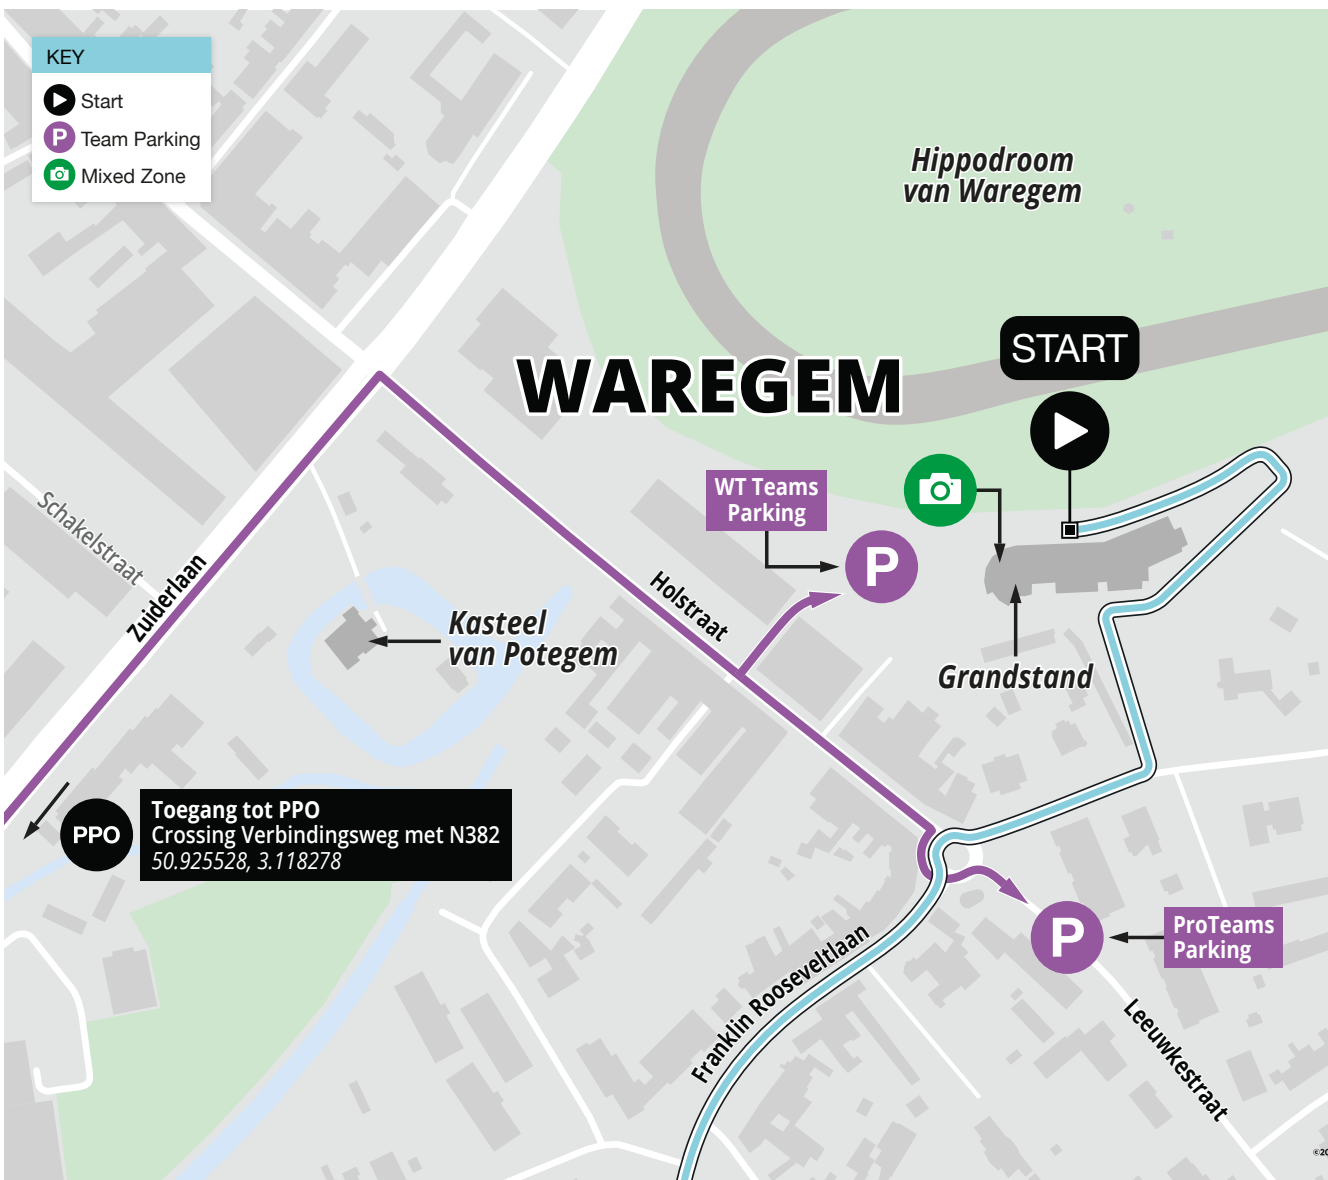 KEY
Start
P Team Parking
Mixed Zone
Hippodroom
van Waregem
START
WAREGEM
WT Teams
Parking
P
Schakelstraat
Zuiderlaan
Holstraat
Kasteel
van Potegem
Grandstand
PPO
Toegang tot PPO
Crossing Verbindingsweg met N382
50.925528, 3.118278
P
ProTeams
Parking
Franklin Rooseveltlaan
Leeuwkestraat
©20